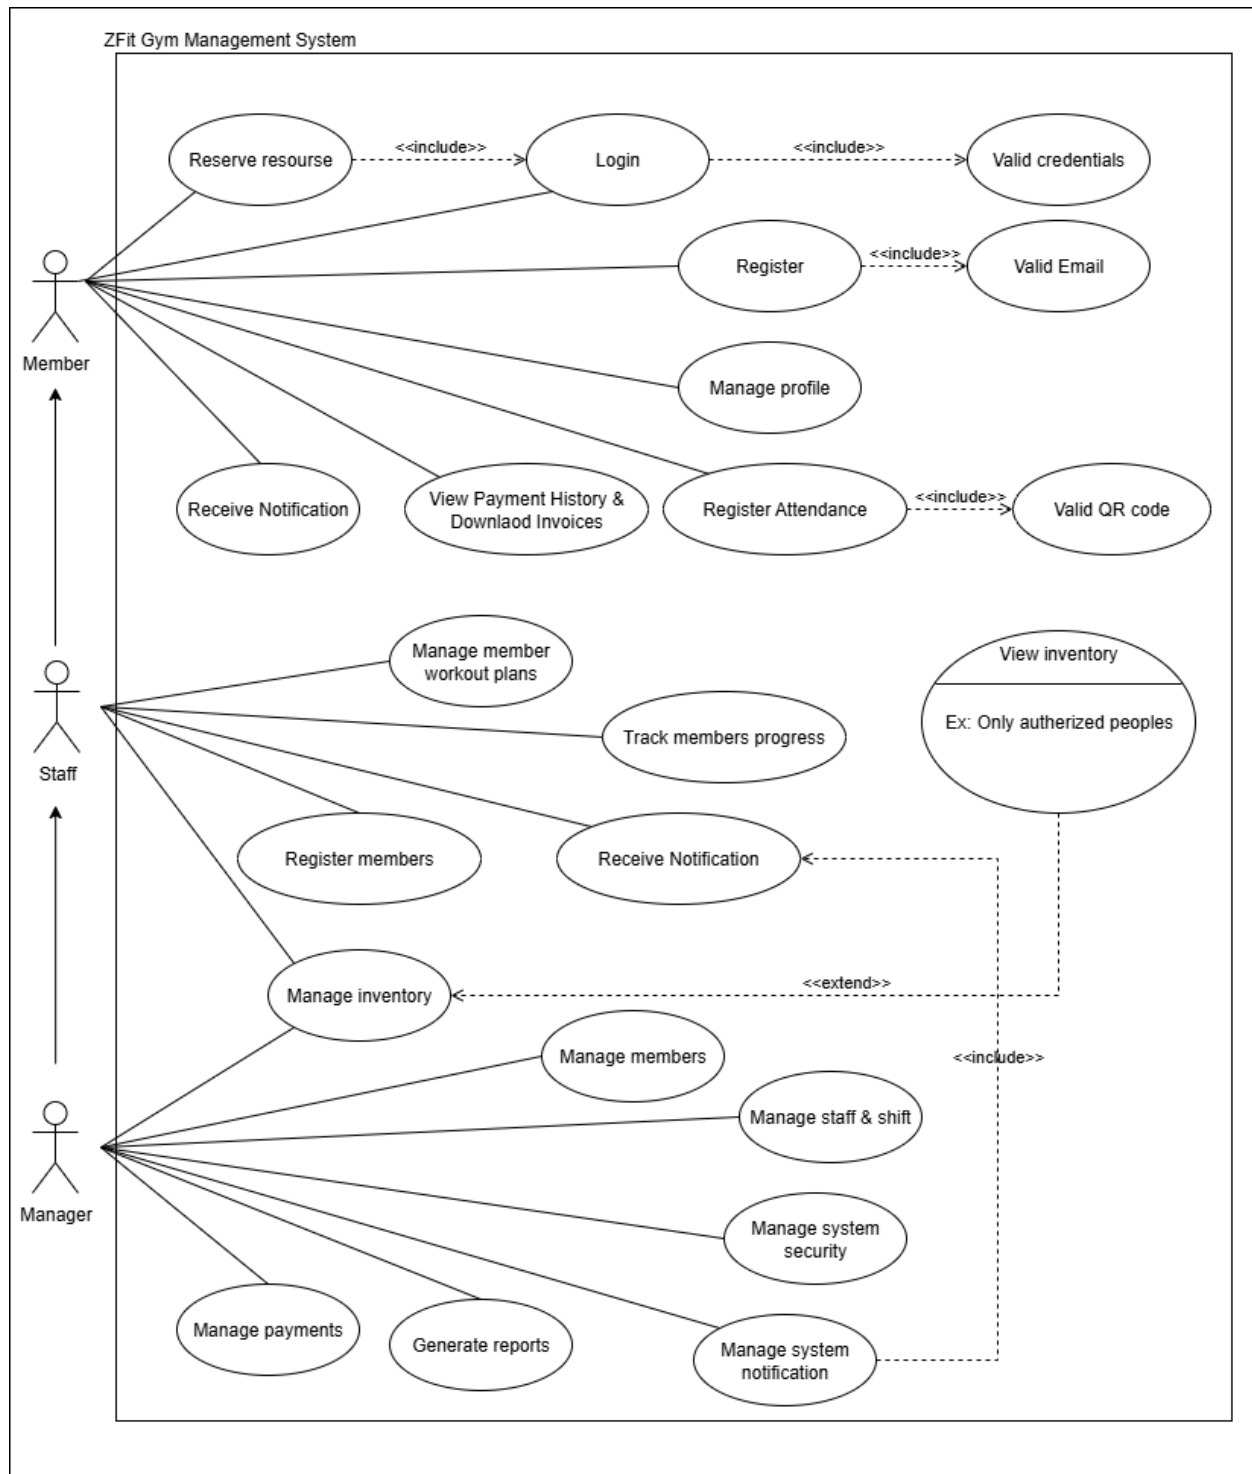 ZFit Gym Management System
Reserve resourse
<<include>>
Login
<<include>>
Valid credentials
Register
<<include>>
Valid Email
Member
Manage profile
Receive Notification
View Payment History &
Downlaod Invoices
Register Attendance
<<include>>
Valid QR code
Manage member
workout plans
View inventory
Ex: Only autherized peoples
Track members progress
Staff
Register members
Receive Notification
Manage inventory
<<extend>>
Manage members
<<include>>
Manage staff & shift
Manager
Manage system
security
Manage payments
Generate reports
Manage system
notification